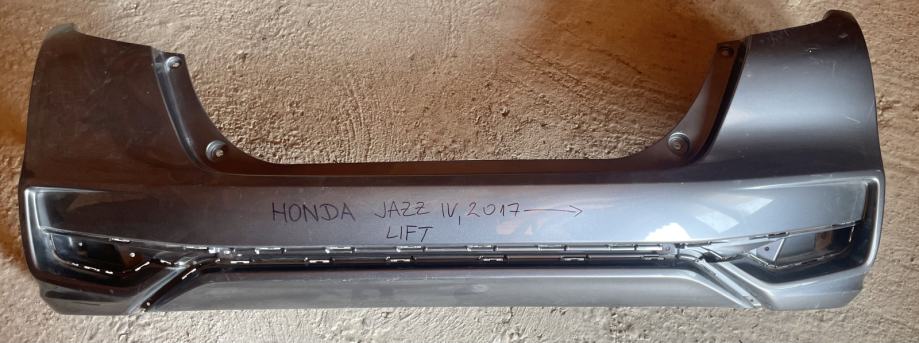 HONDA JAZZ IV, 2017 →
LIFT